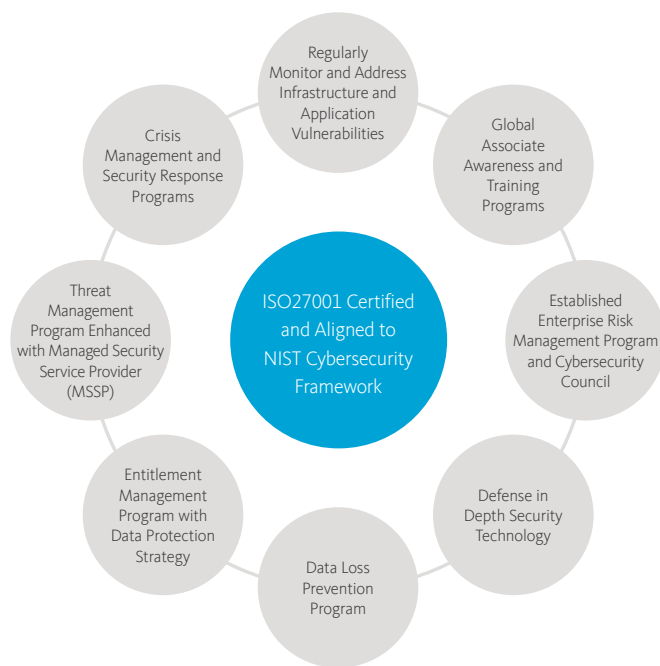 Regularly
Monitor and Address
Infrastructure and
Application
Vulnerabilities
Global
Associate
Awareness and
Training
Programs
Established
Enterprise Risk
Management Program
and Cybersecurity
Council
Defense in
Depth Security
Technology
Data Loss
Prevention
Program
Entitlement
Management
Program with
Data Protection
Strategy
Threat
Management
Program Enhanced
with Managed Security
Service Provider
(MSSP)
Crisis
Management and
Security Response
Programs
ISO27001 Certified
and Aligned to
NIST Cybersecurity
Framework